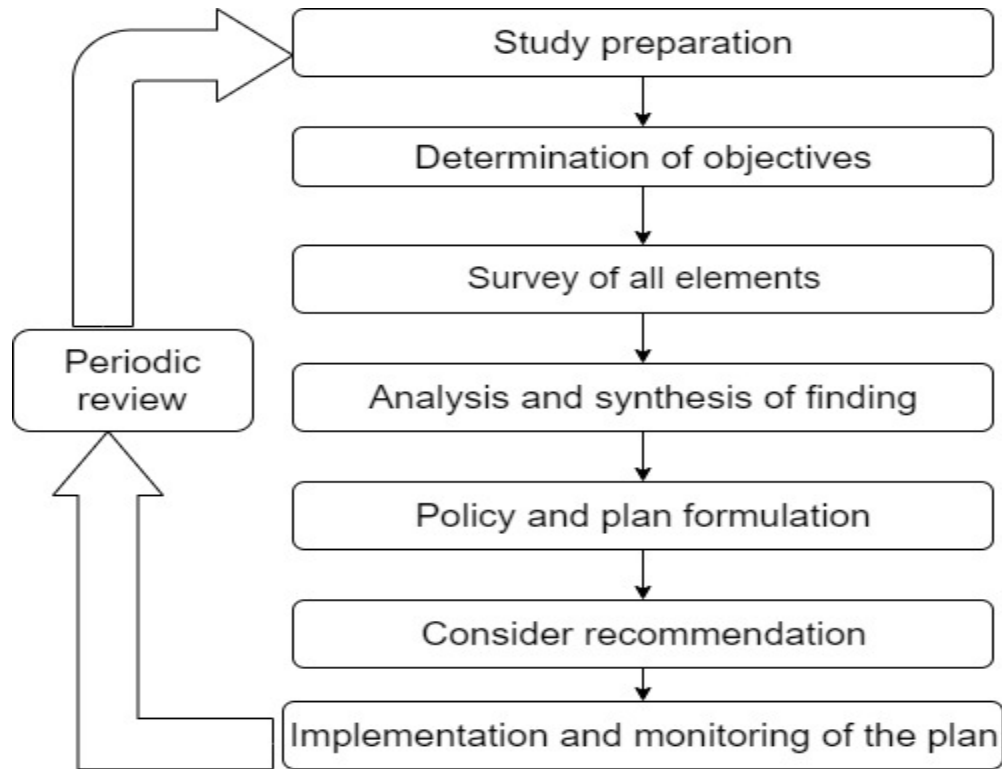 Study preparation
Determination of objectives
Survey of all elements
Analysis and synthesis of finding
Policy and plan formulation
Consider recommendation
Implementation and monitoring of the plan
Periodic
review